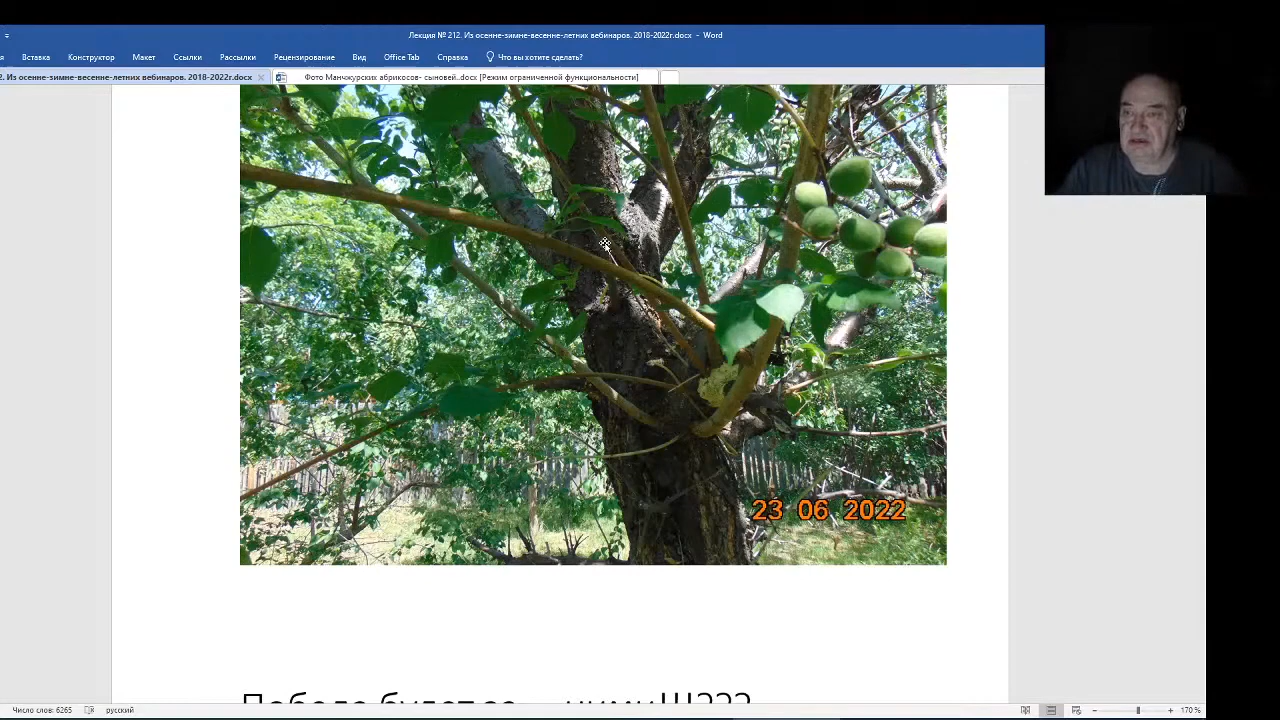 Лекция № 212. Из осенне-зимне-весенне-летних вебинаров. 2018-2022г.docx - Word
я Вставка Конструктор Макет Ссылки Рассылки Рецензирование Вид Office Tab Справка Что вы хотите сделать?
2. Из осенне-зимне-весенне-летних вебинаров. 2018-2022г.docx Фото Манчжурских абрикосов- сыновей..docx [Режим ограниченной функциональности]
23 06 2022
Число слов: 6265 русский 170 %